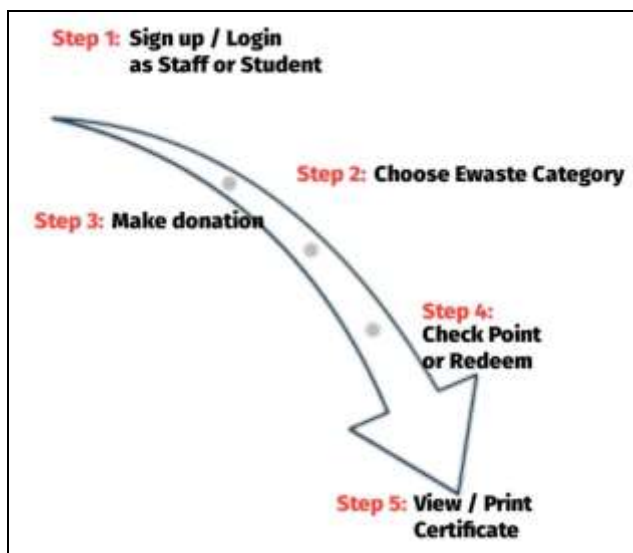 Step 1: Sign up / Login
as Staff or Student
Step 2: Choose Ewaste Category
Step 3: Make donation
Step 4:
Check Point
or Redeem
Step 5: View / Print
Certificate